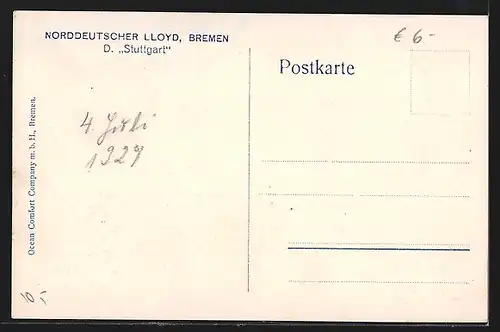 NORDDEUTSCHER LLOYD, BREMEN
D. „Stuttgart"
€ 6-
Postkarte
4. Juli
1927
Ocean Comfort Company m. b. H., Bremen.
10,-